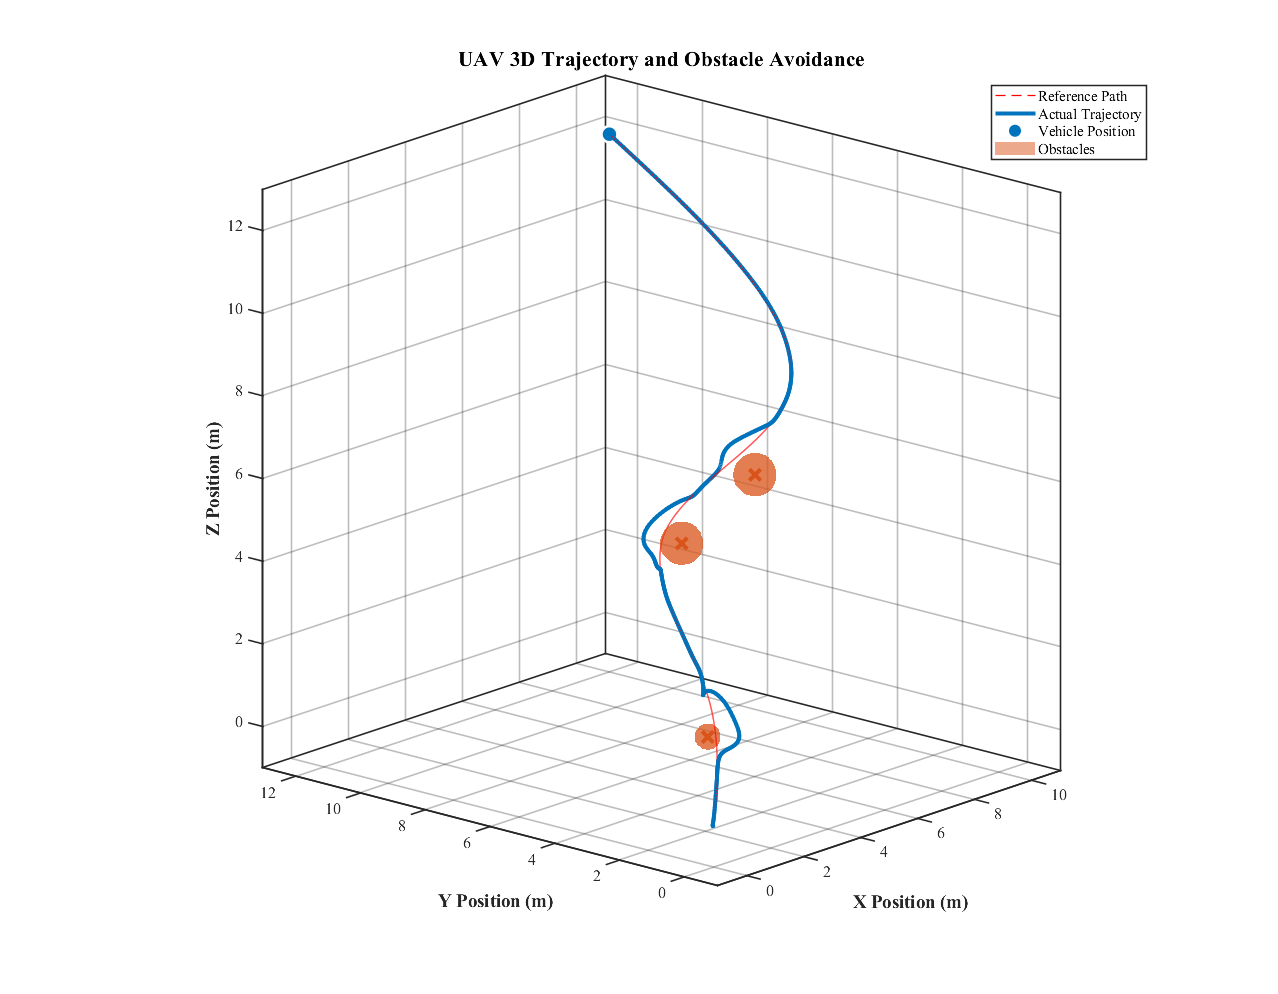 UAV 3D Trajectory and Obstacle Avoidance
Reference Path
Actual Trajectory
Vehicle Position
Obstacles
12
10
8
6
4
2
0
Z Position (m)
12
10
8
6
4
2
0
Y Position (m)
0
2
4
6
8
10
X Position (m)